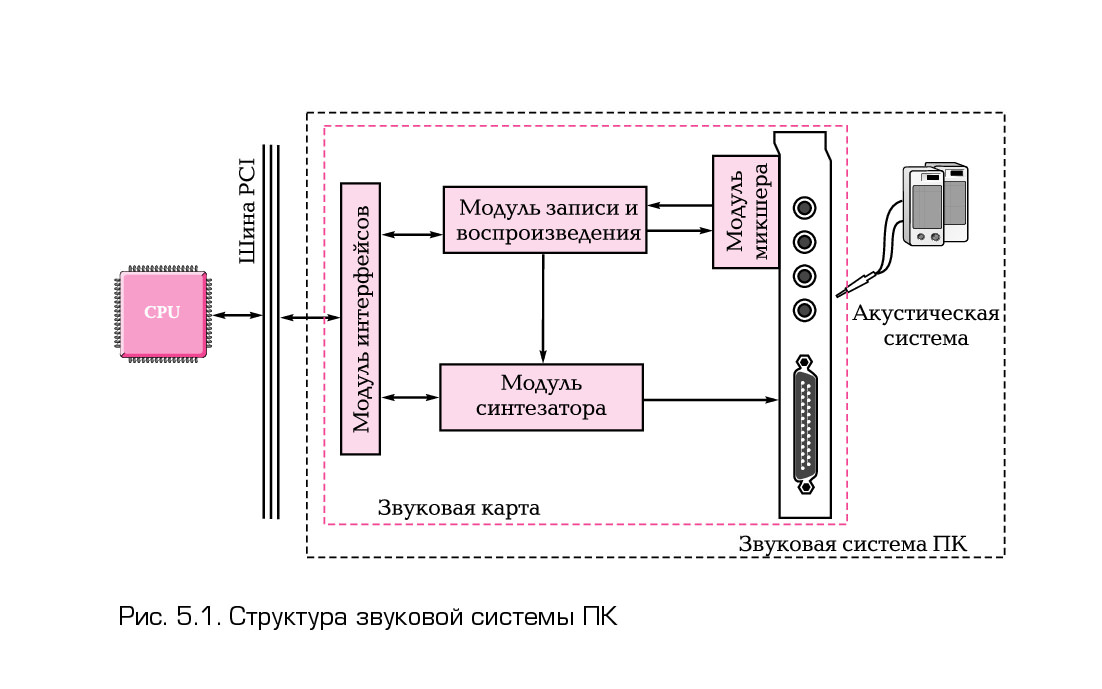 Шина PCI
CPU
Модуль интерфейсов
Модуль записи и
воспроизведения
Модуль
микшера
Модуль
синтезатора
Акустическая
система
Звуковая карта
Звуковая система ПК
Рис. 5.1. Структура звуковой системы ПК